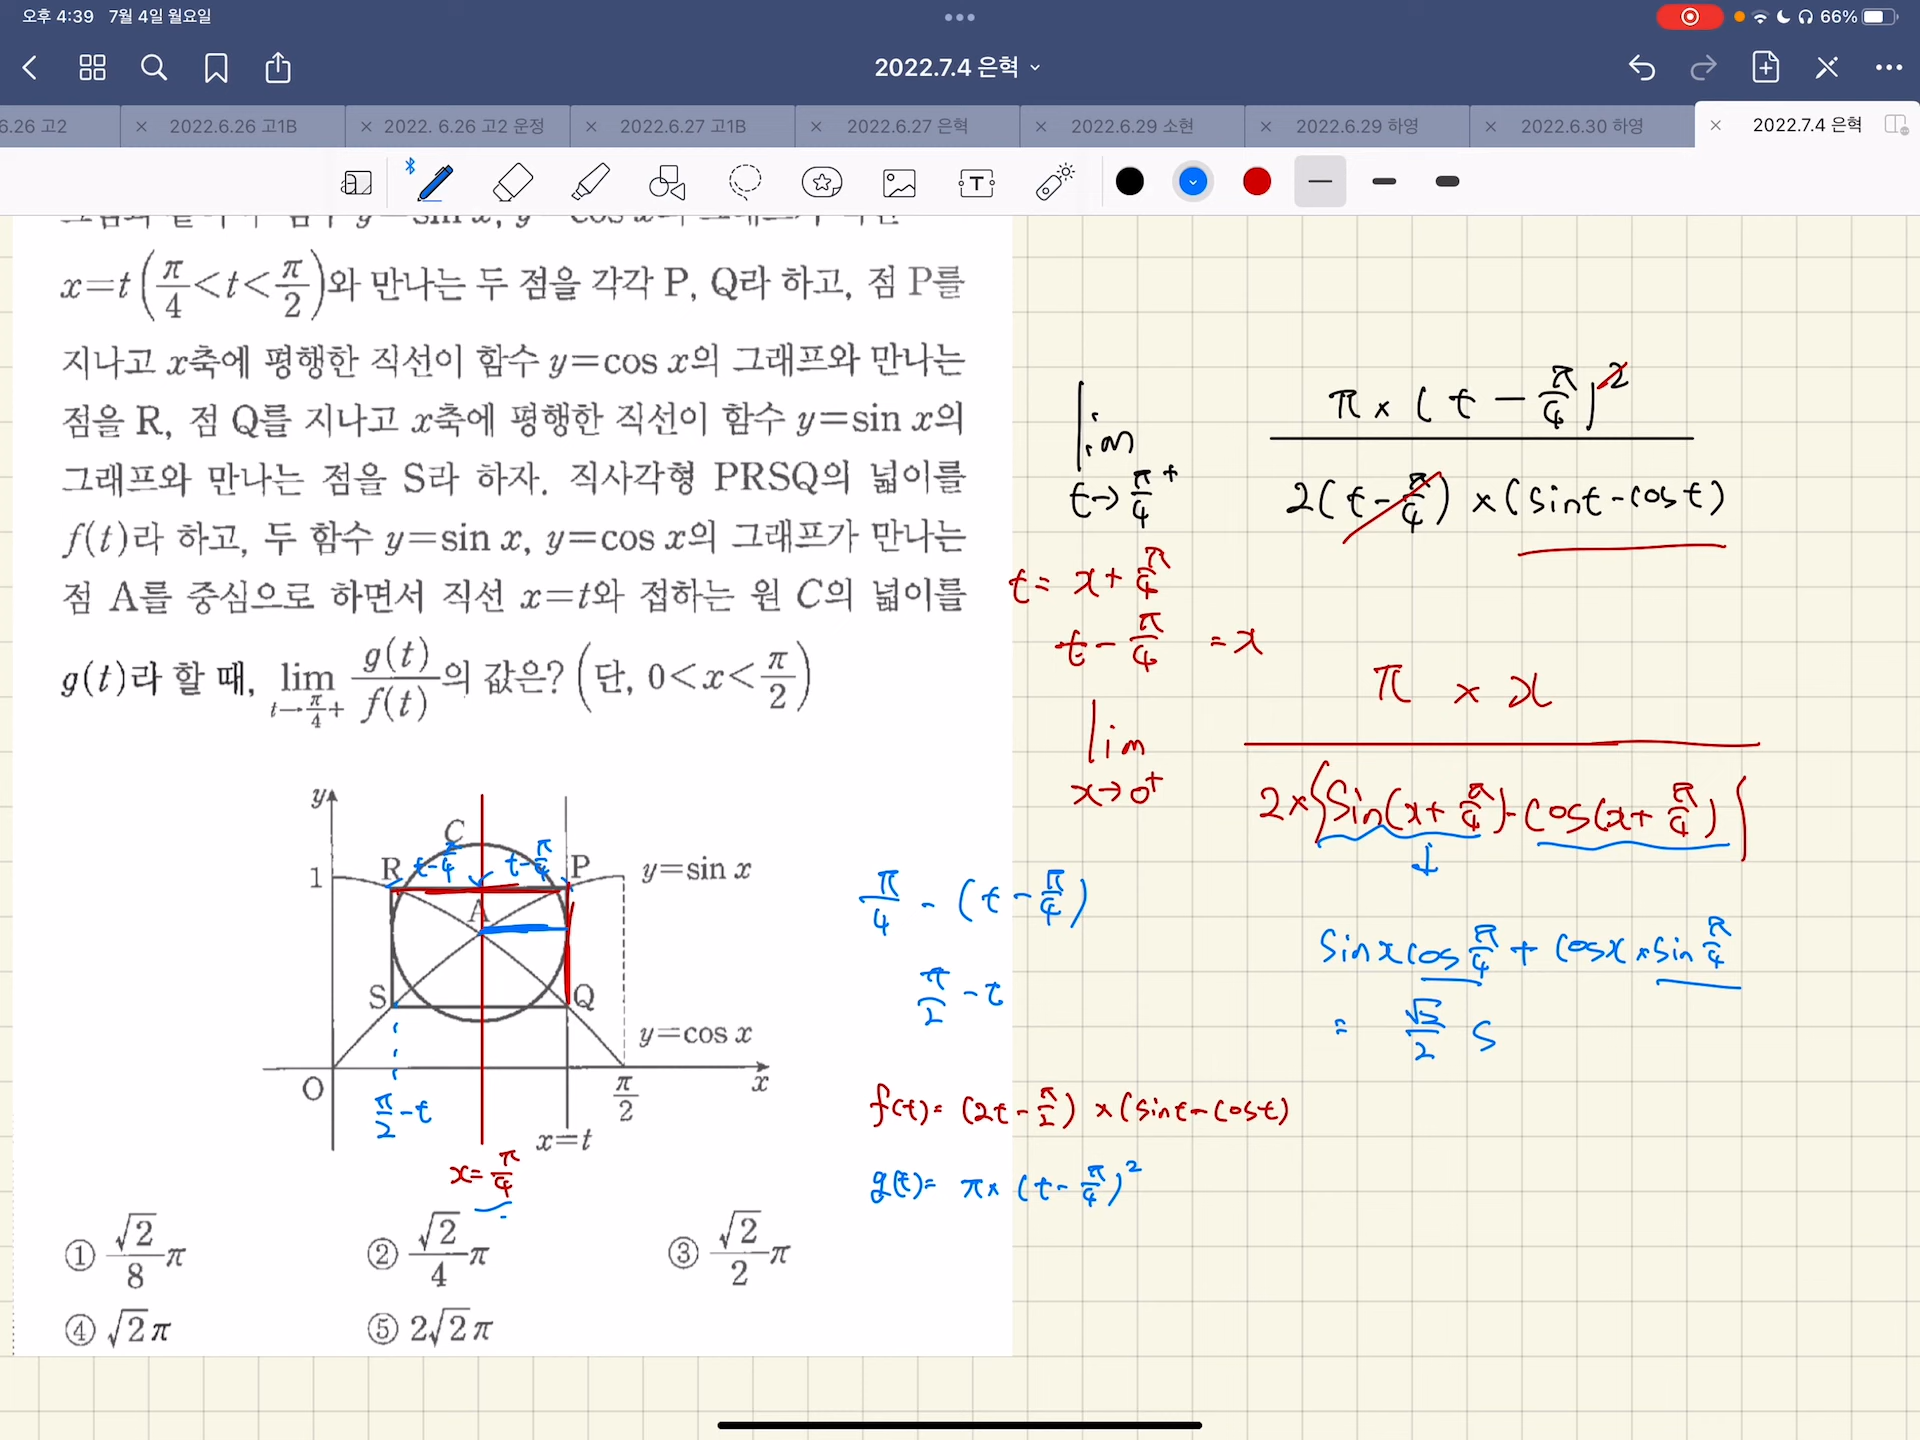 오후 4:39 7월 4일 월요일
66%
2022.7.4 은혁
6.26 고2
2022.6.26 고1B
2022. 6.26 고2 운정
2022.6.27 고1B
2022.6.27 은혁
2022.6.29 소현
2022.6.29 하영
2022.6.30 하영
2022.7.4 은혁
x=t(π/4<t<π/2)와 만나는 두 점을 각각 P, Q라 하고, 점 P를
지나고 x축에 평행한 직선이 함수 y=cos x의 그래프와 만나는
점을 R, 점 Q를 지나고 x축에 평행한 직선이 함수 y=sin x의
그래프와 만나는 점을 S라 하자. 직사각형 PRSQ의 넓이를
f(t)라 하고, 두 함수 y=sin x, y=cos x의 그래프가 만나는
점 A를 중심으로 하면서 직선 x=t와 접하는 원 C의 넓이를
g(t)라 할 때, lim t→π/4+ g(t)/f(t)의 값은? (단, 0<x<π/2)
y
C
R t-π/4 t-π/4 P
1
y=sin x
A
S Q
y=cos x
O
π/2
x
π/2-t
x=t
x=π/4
① √2/8 π
② √2/4 π
③ √2/2 π
④ √2π
⑤ 2√2π
lim t→π/4+ π×(t-π/4)2 / 2(t-π/4)×(sint-cost)
t= x+π/4
t-π/4 =x
lim x→0+ π×x / 2×{sin(x+π/4)-cos(x+π/4)}
π/4 - (t-π/4)
π/2 -t
sinxcosπ/4 + cosx×sinπ/4
= √2/2 S
f(t)= (2t-π/2)×(sint-cost)
g(t)= π×(t-π/4)2